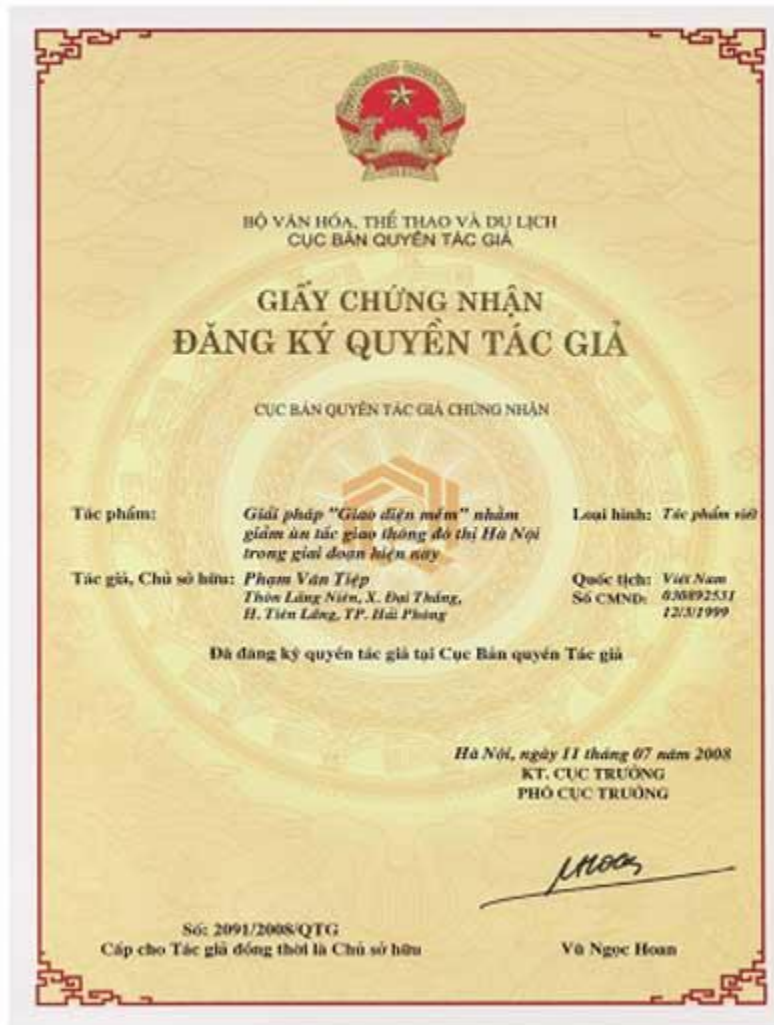 BỘ VĂN HÓA, THỂ THAO VÀ DU LỊCH
CỤC BẢN QUYỀN TÁC GIẢ
GIẤY CHỨNG NHẬN
ĐĂNG KÝ QUYỀN TÁC GIẢ
CỤC BẢN QUYỀN TÁC GIẢ CHỨNG NHẬN
Tác phẩm: Giải pháp "Giao diện mềm" nhằm giảm ùn tắc giao thông đô thị Hà Nội trong giai đoạn hiện nay
Loại hình: Tác phẩm viết
Tác giả, Chủ sở hữu: Phạm Văn Tiệp
Thôn Lãng Niên, X. Đại Thắng,
H. Tiên Lãng, TP. Hải Phòng
Quốc tịch: Việt Nam
Số CMND: 030892531
12/3/1999
Đã đăng ký quyền tác giả tại Cục Bản quyền Tác giả
Hà Nội, ngày 11 tháng 07 năm 2008
KT. CỤC TRƯỞNG
PHÓ CỤC TRƯỞNG
Số: 2091/2008/QTG
Cấp cho Tác giả đồng thời là Chủ sở hữu
Vũ Ngọc Hoan